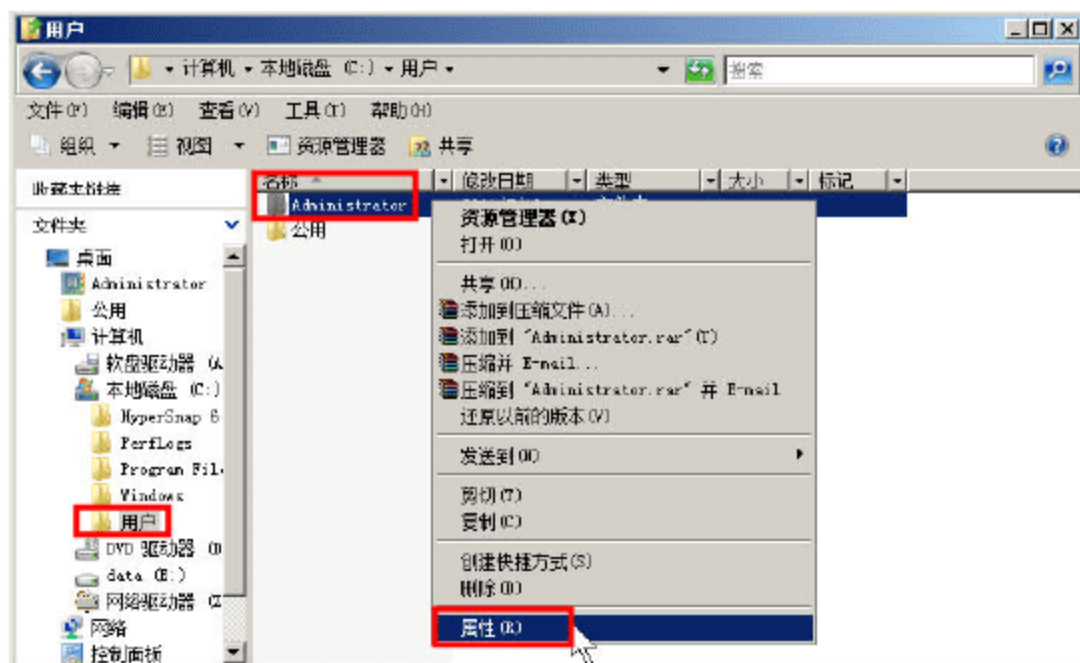 用户
计算机 本地磁盘 (C:) 用户
搜索
文件(F) 编辑(E) 查看(V) 工具(T) 帮助(H)
组织 视图 资源管理器 共享
收藏夹链接
名称 修改日期 类型 大小 标记
Administrator
公用
文件夹
桌面
Administrator
公用
计算机
软盘驱动器 (A
本地磁盘 (C:)
HyperSnap 6
PerfLogs
Program Fil
Windows
用户
DVD 驱动器 (D
data (E:)
网络驱动器 (Z
网络
控制面板
资源管理器(X)
打开(O)
共享(H)...
添加到压缩文件(A)...
添加到 "Administrator.rar"(T)
压缩并 E-mail...
压缩到 "Administrator.rar" 并 E-mail
还原以前的版本(V)
发送到(N)
剪切(T)
复制(C)
创建快捷方式(S)
删除(D)
属性(R)